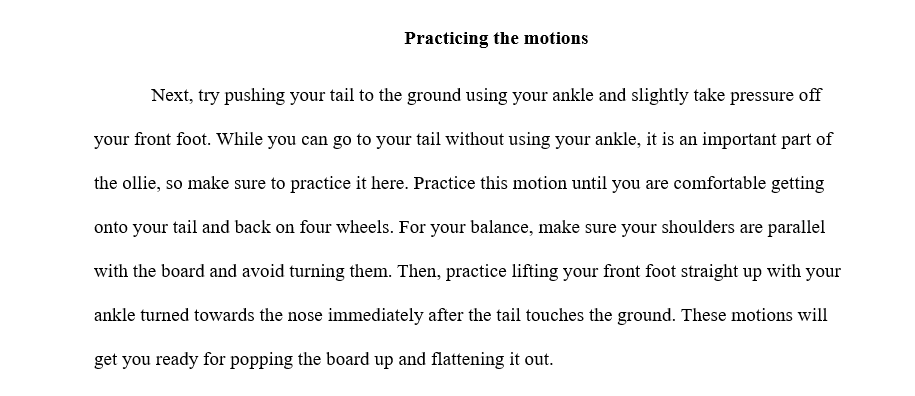 Practicing the motions
Next, try pushing your tail to the ground using your ankle and slightly take pressure off
your front foot. While you can go to your tail without using your ankle, it is an important part of
the ollie, so make sure to practice it here. Practice this motion until you are comfortable getting
onto your tail and back on four wheels. For your balance, make sure your shoulders are parallel
with the board and avoid turning them. Then, practice lifting your front foot straight up with your
ankle turned towards the nose immediately after the tail touches the ground. These motions will
get you ready for popping the board up and flattening it out.